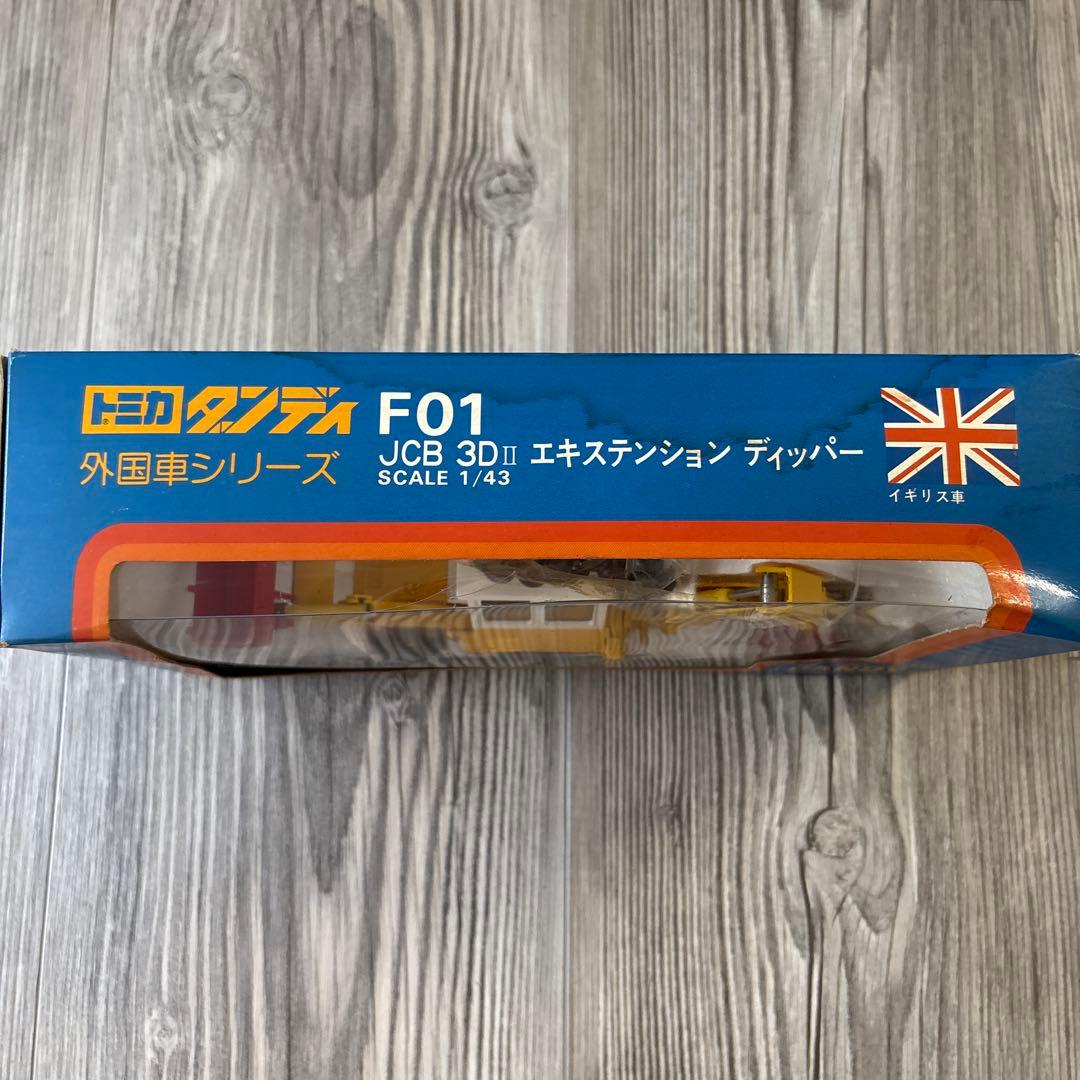 トミカ ダンディ
外国車シリーズ
F01
JCB 3DⅡ エキステンション ディッパー
SCALE 1/43
イギリス車